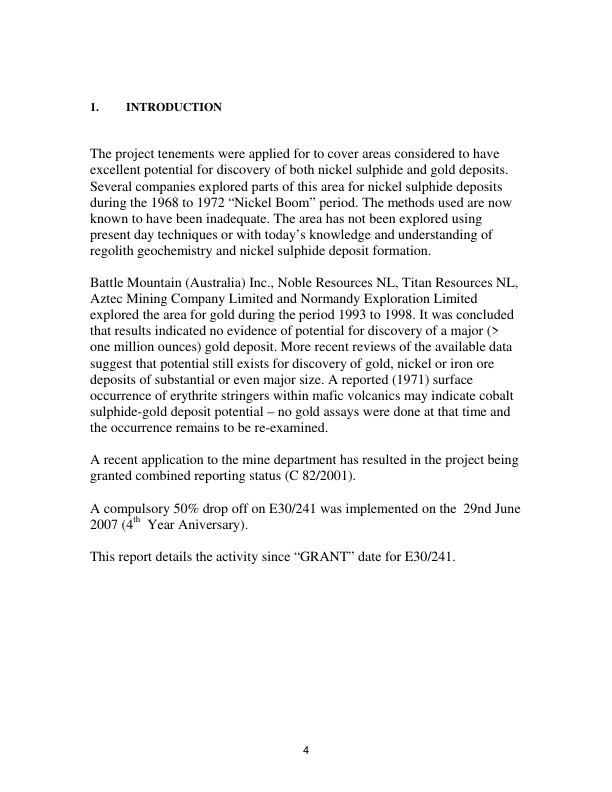 1. INTRODUCTION
The project tenements were applied for to cover areas considered to have
excellent potential for discovery of both nickel sulphide and gold deposits.
Several companies explored parts of this area for nickel sulphide deposits
during the 1968 to 1972 “Nickel Boom” period. The methods used are now
known to have been inadequate. The area has not been explored using
present day techniques or with today’s knowledge and understanding of
regolith geochemistry and nickel sulphide deposit formation.
Battle Mountain (Australia) Inc., Noble Resources NL, Titan Resources NL,
Aztec Mining Company Limited and Normandy Exploration Limited
explored the area for gold during the period 1993 to 1998. It was concluded
that results indicated no evidence of potential for discovery of a major (>
one million ounces) gold deposit. More recent reviews of the available data
suggest that potential still exists for discovery of gold, nickel or iron ore
deposits of substantial or even major size. A reported (1971) surface
occurrence of erythrite stringers within mafic volcanics may indicate cobalt
sulphide-gold deposit potential – no gold assays were done at that time and
the occurrence remains to be re-examined.
A recent application to the mine department has resulted in the project being
granted combined reporting status (C 82/2001).
A compulsory 50% drop off on E30/241 was implemented on the 29nd June
2007 (4th Year Aniversary).
This report details the activity since “GRANT” date for E30/241.
4